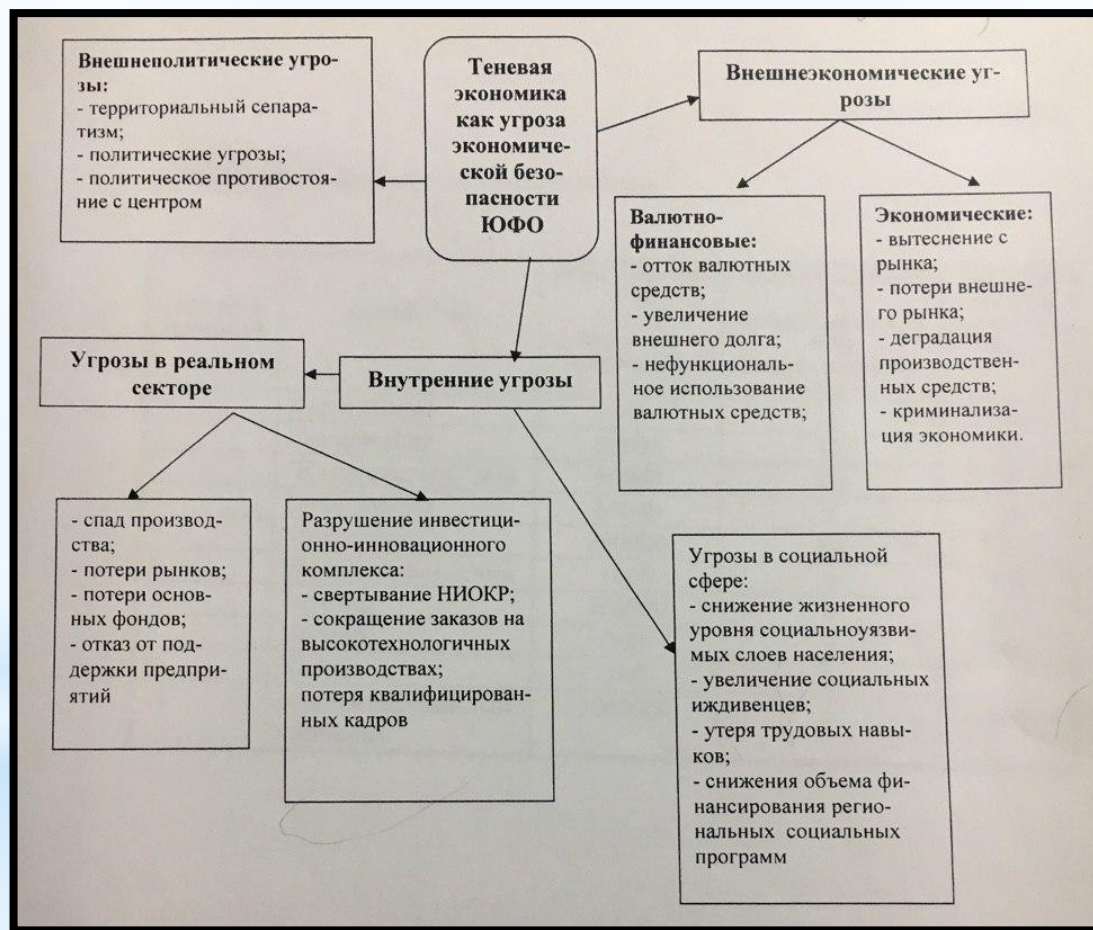 Внешнеполитические угро-
зы:
- территориальный сепара-
тизм;
- политические угрозы;
- политическое противостоя-
ние с центром
Теневая
экономика
как угроза
экономиче-
ской безо-
пасности
ЮФО
Внешнеэкономические уг-
розы
Валютно-
финансовые:
- отток валютных
средств;
- увеличение
внешнего долга;
- нефункциональ-
ное использование
валютных средств;
Экономические:
- вытеснение с
рынка;
- потери внешне-
го рынка;
- деградация
производствен-
ных средств;
- криминализа-
ция экономики.
Угрозы в реальном
секторе
Внутренние угрозы
- спад производ-
ства;
- потери рынков;
- потери основ-
ных фондов;
- отказ от под-
держки предпри-
ятий
Разрушение инвестици-
онно-инновационного
комплекса:
- свертывание НИОКР;
- сокращение заказов на
высокотехнологичных
производствах;
потеря квалифицирован-
ных кадров
Угрозы в социальной
сфере:
- снижение жизненного
уровня социальноуязви-
мых слоев населения;
- увеличение социальных
иждивенцев;
- утеря трудовых навы-
ков;
- снижения объема фи-
нансирования регио-
нальных социальных
программ